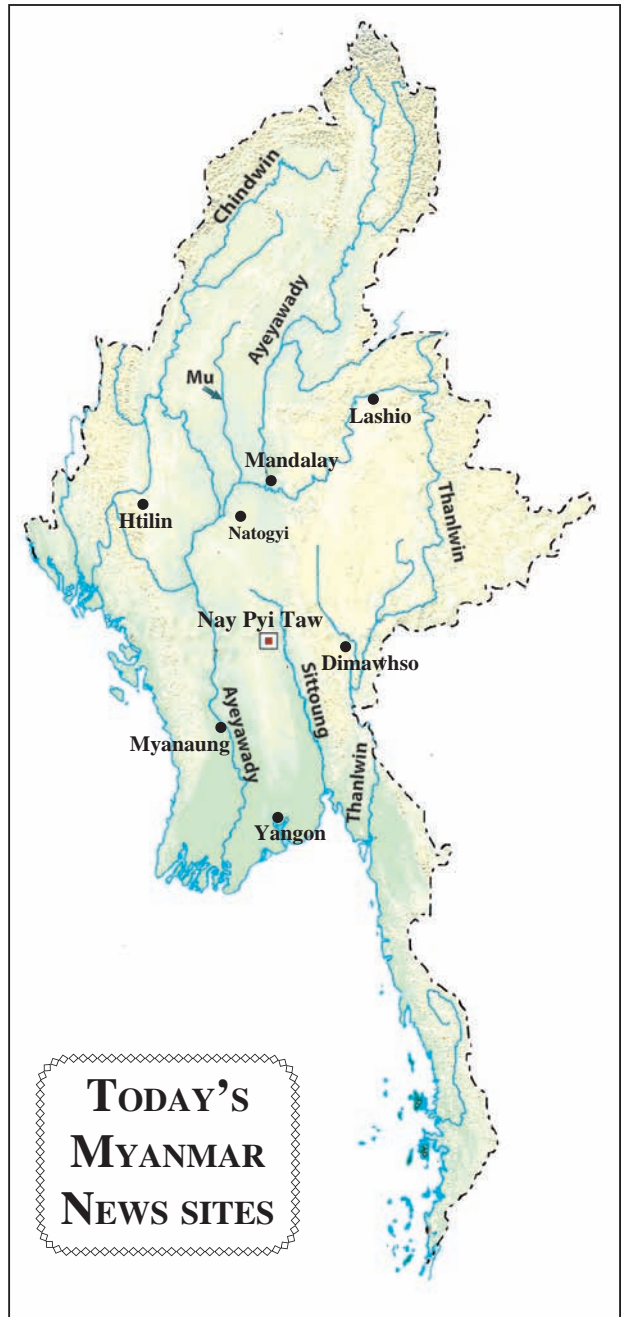 Chindwin
Ayeyawady
Mu
Lashio
Mandalay
Thanlwin
Htilin
Natogyi
Nay Pyi Taw
Dimawhso
Sittoung
Ayeyawady
Myanaung
Thanlwin
Yangon
TODAY'S
MYANMAR
NEWS SITES